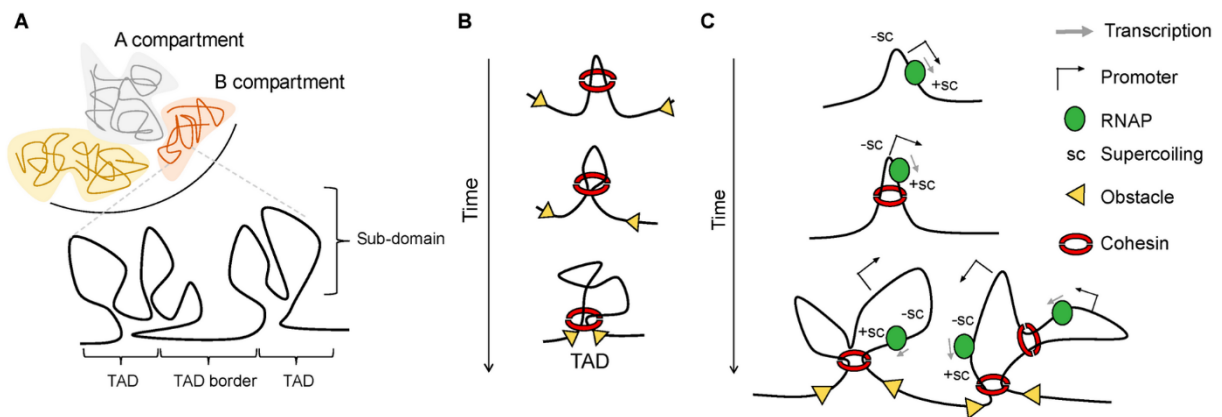 A
A compartment
B compartment
Sub-domain
TAD
TAD border
TAD
B
Time
TAD
C
Time
-sc
+sc
-sc
+sc
+sc
-sc
-sc
+sc
Transcription
Promoter
RNAP
sc Supercoiling
Obstacle
Cohesin